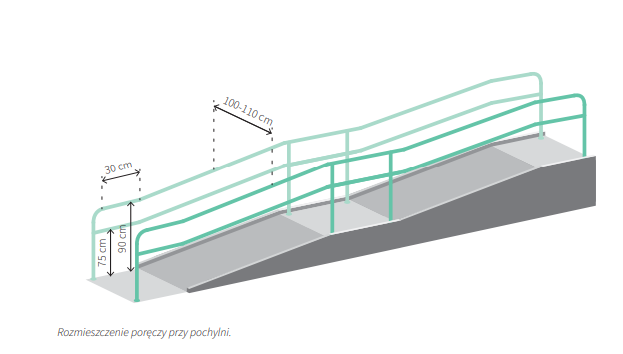 100-110 cm
30 cm
75 cm
90 cm
Rozmieszczenie poręczy przy pochylni.